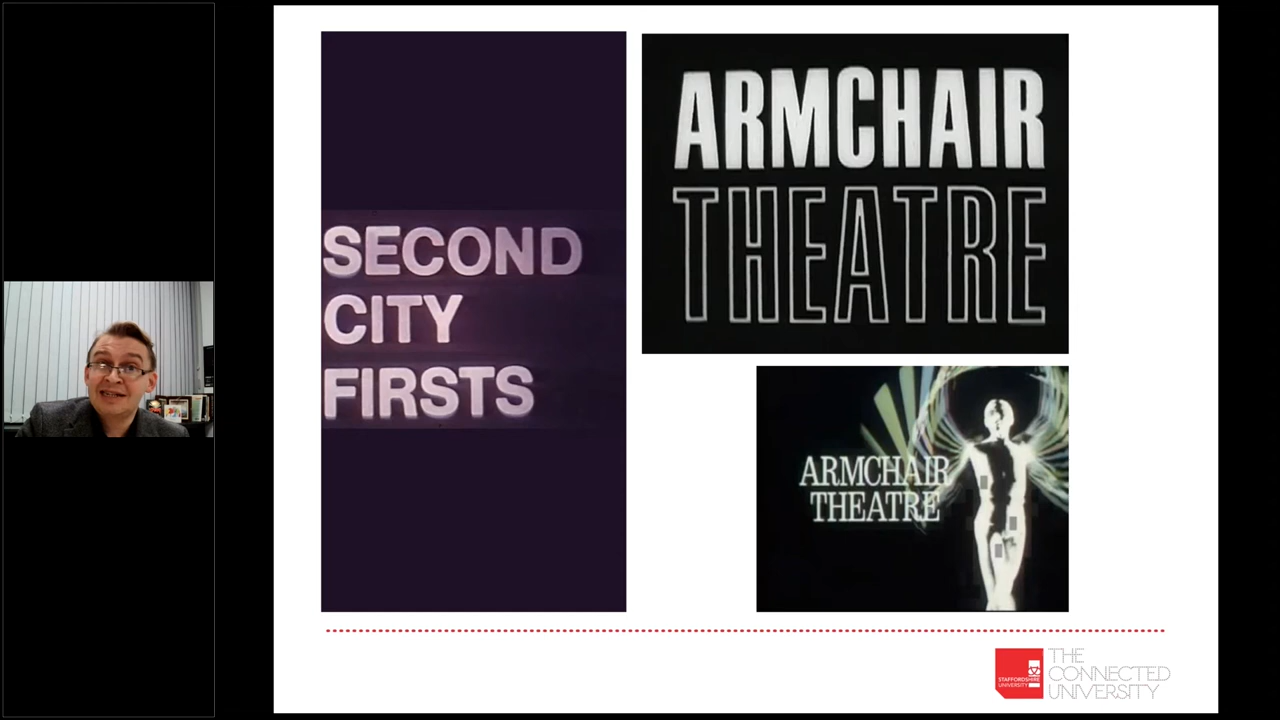 SECOND
CITY
FIRSTS
ARMCHAIR
THEATRE
ARMCHAIR
THEATRE
STAFFORDSHIRE
UNIVERSITY
THE
CONNECTED
UNIVERSITY